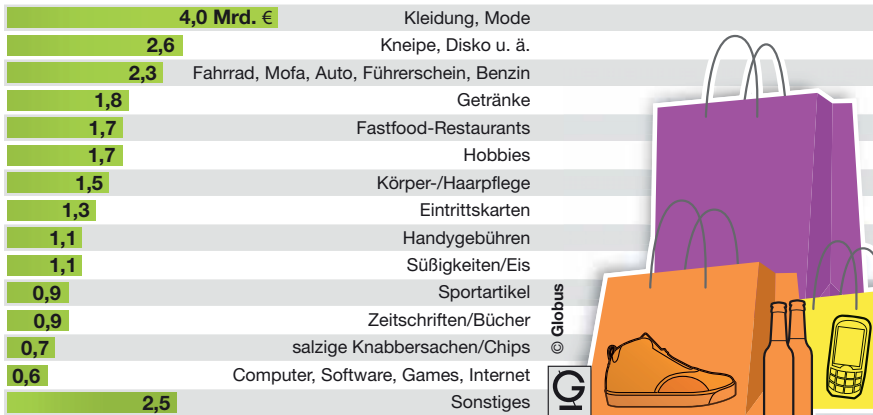 4,0 Mrd. € Kleidung, Mode
2,6 Kneipe, Disko u. ä.
2,3 Fahrrad, Mofa, Auto, Führerschein, Benzin
1,8 Getränke
1,7 Fastfood-Restaurants
1,7 Hobbies
1,5 Körper-/Haarpflege
1,3 Eintrittskarten
1,1 Handygebühren
1,1 Süßigkeiten/Eis
0,9 Sportartikel
0,9 Zeitschriften/Bücher
0,7 salzige Knabbersachen/Chips
0,6 Computer, Software, Games, Internet
2,5 Sonstiges
© Globus
G